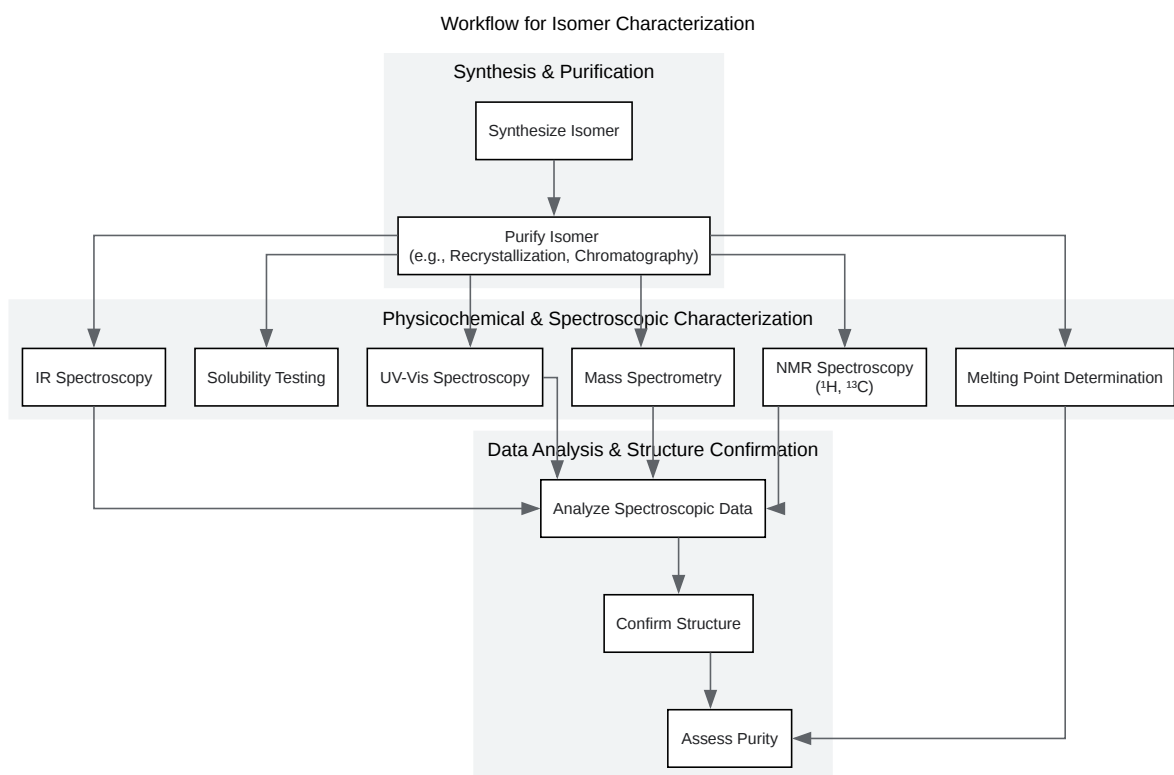 Workflow for Isomer Characterization
Synthesis & Purification
Synthesize Isomer
Purify Isomer
(e.g., Recrystallization, Chromatography)
Physicochemical & Spectroscopic Characterization
IR Spectroscopy
Solubility Testing
UV-Vis Spectroscopy
Mass Spectrometry
NMR Spectroscopy
(¹H, ¹³C)
Melting Point Determination
Data Analysis & Structure Confirmation
Analyze Spectroscopic Data
Confirm Structure
Assess Purity